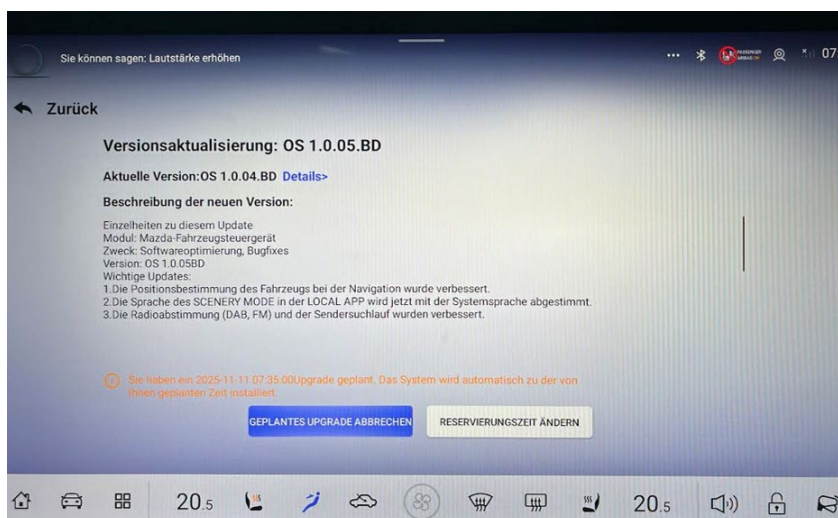 Sie können sagen: Lautstärke erhöhen
PASSENGER
AIRBAG
07
Zurück
Versionsaktualisierung: OS 1.0.05.BD
Aktuelle Version:OS 1.0.04.BD Details>
Beschreibung der neuen Version:
Einzelheiten zu diesem Update
Modul: Mazda-Fahrzeugsteuergerät
Zweck: Softwareoptimierung, Bugfixes
Version: OS 1.0.05BD
Wichtige Updates:
1.Die Positionsbestimmung des Fahrzeugs bei der Navigation wurde verbessert.
2.Die Sprache des SCENERY MODE in der LOCAL APP wird jetzt mit der Systemsprache abgestimmt.
3.Die Radioabstimmung (DAB, FM) und der Sendersuchlauf wurden verbessert.
Sie haben ein 2025-11-11 07:35:00Upgrade geplant. Das System wird automatisch zu der von
Ihnen geplanten Zeit installiert.
GEPLANTES UPGRADE ABBRECHEN RESERVIERUNGSZEIT ÄNDERN
20.5 20.5